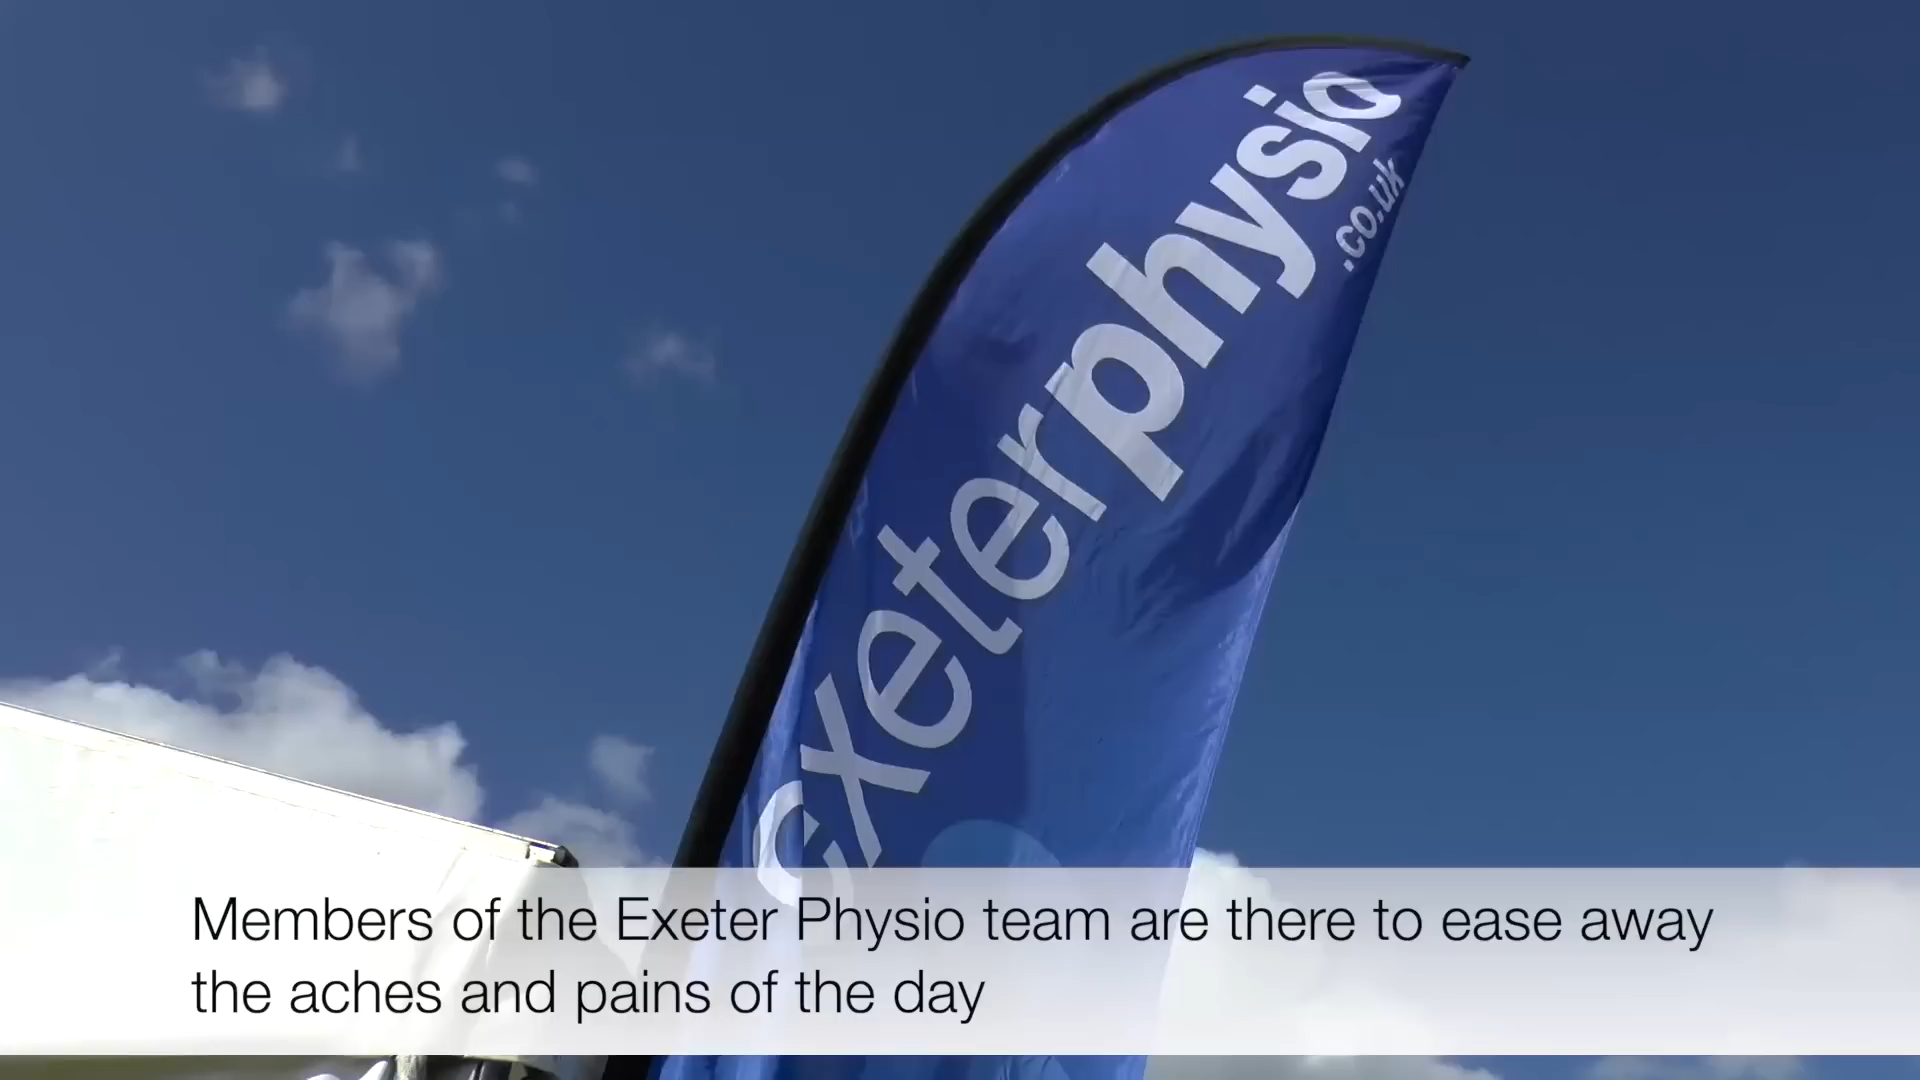 exeterphysio
.co.uk
Members of the Exeter Physio team are there to ease away
the aches and pains of the day